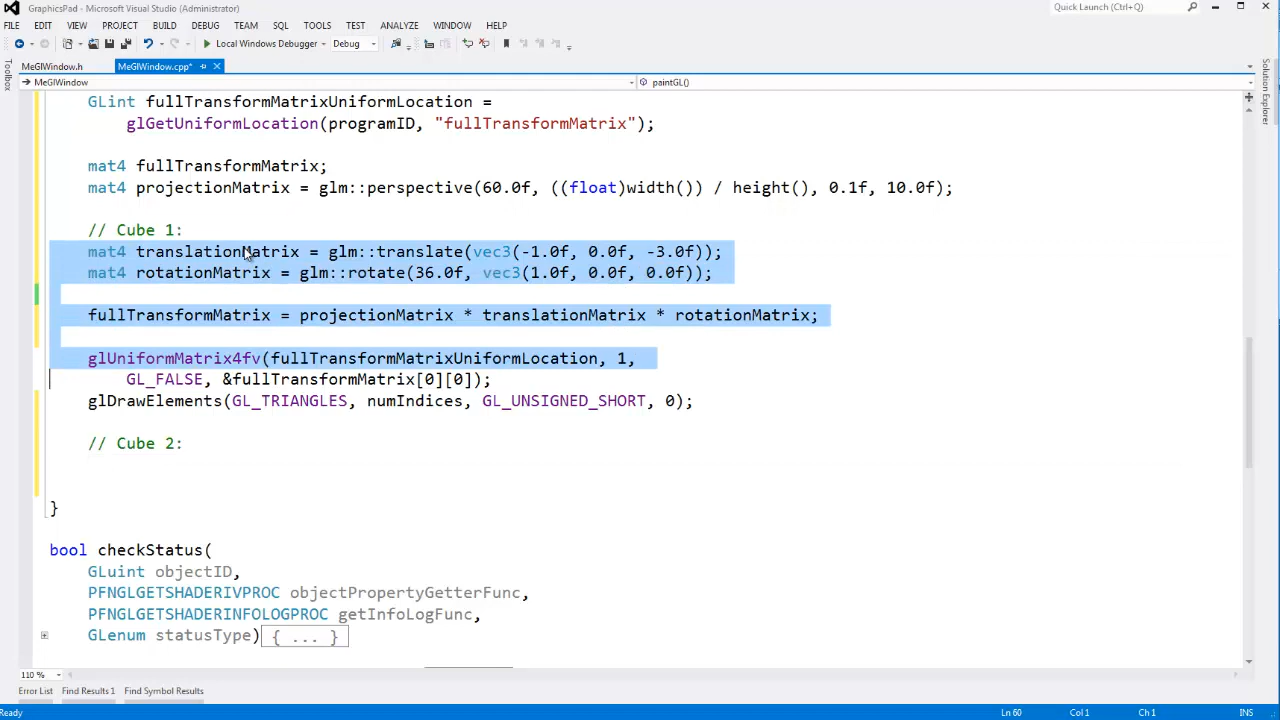 GraphicsPad - Microsoft Visual Studio (Administrator)
Quick Launch (Ctrl+Q)
FILE EDIT VIEW PROJECT BUILD DEBUG TEAM SQL TOOLS TEST ANALYZE WINDOW HELP
Local Windows Debugger Debug
MeGlWindow.h MeGlWindow.cpp*
MeGlWindow paintGL()
Toolbox
Solution Explorer
GLint fullTransformMatrixUniformLocation =
glGetUniformLocation(programID, "fullTransformMatrix");
mat4 fullTransformMatrix;
mat4 projectionMatrix = glm::perspective(60.0f, ((float)width()) / height(), 0.1f, 10.0f);
// Cube 1:
mat4 translationMatrix = glm::translate(vec3(-1.0f, 0.0f, -3.0f));
mat4 rotationMatrix = glm::rotate(36.0f, vec3(1.0f, 0.0f, 0.0f));
fullTransformMatrix = projectionMatrix * translationMatrix * rotationMatrix;
glUniformMatrix4fv(fullTransformMatrixUniformLocation, 1,
GL_FALSE, &fullTransformMatrix[0][0]);
glDrawElements(GL_TRIANGLES, numIndices, GL_UNSIGNED_SHORT, 0);
// Cube 2:
}
bool checkStatus(
GLuint objectID,
PFNGLGETSHADERIVPROC objectPropertyGetterFunc,
PFNGLGETSHADERINFOLOGPROC getInfoLogFunc,
GLenum statusType) { ... }
110 %
Error List Find Results 1 Find Symbol Results
Ready Ln 60 Col 1 Ch 1 INS